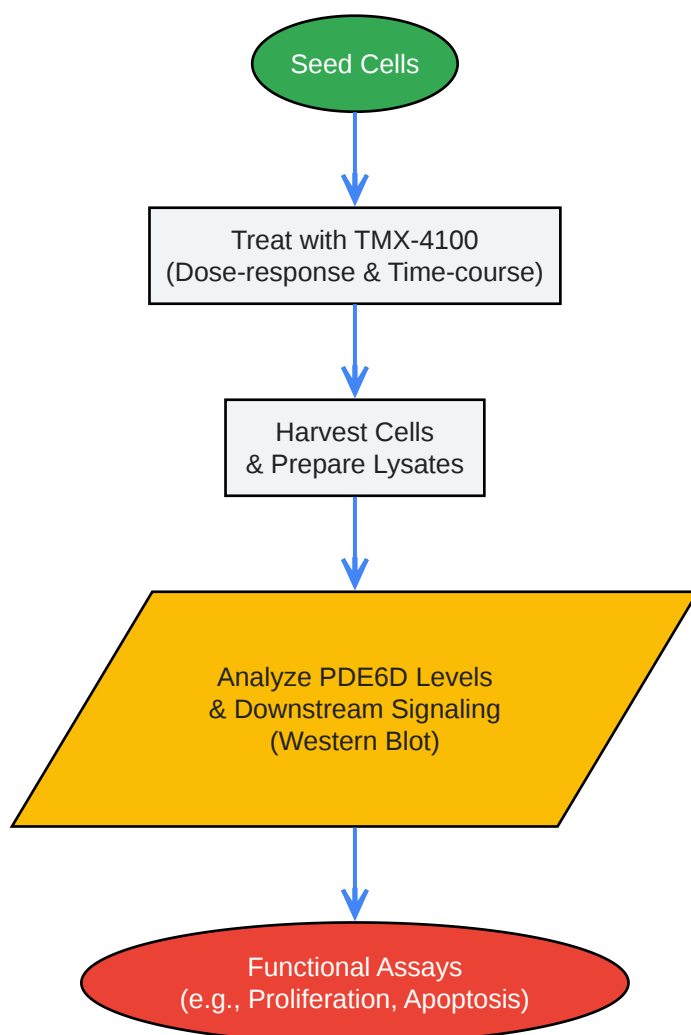 Seed Cells
Treat with TMX-4100
(Dose-response & Time-course)
Harvest Cells
& Prepare Lysates
Analyze PDE6D Levels
& Downstream Signaling
(Western Blot)
Functional Assays
(e.g., Proliferation, Apoptosis)